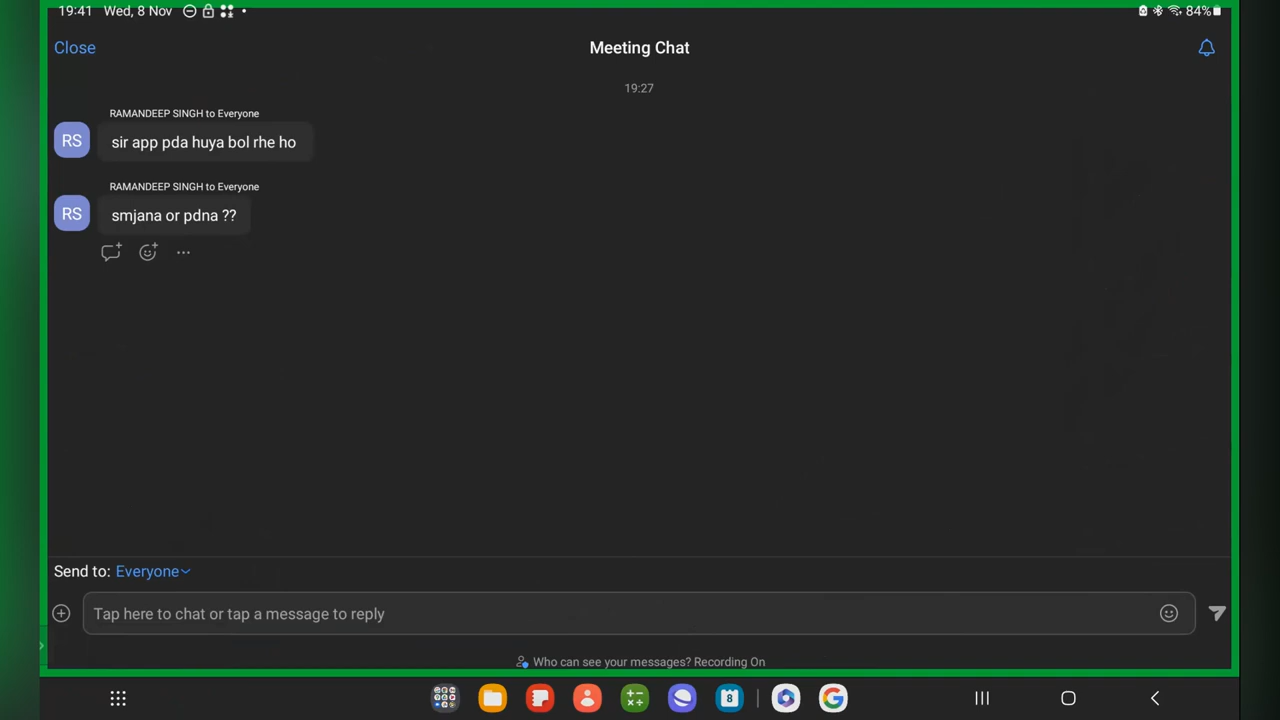 19:41 Wed, 8 Nov 84%
Close Meeting Chat
19:27
RAMANDEEP SINGH to Everyone
RS sir app pda huya bol rhe ho
RAMANDEEP SINGH to Everyone
RS smjana or pdna ??
Send to: Everyone
Tap here to chat or tap a message to reply
Who can see your messages? Recording On
8